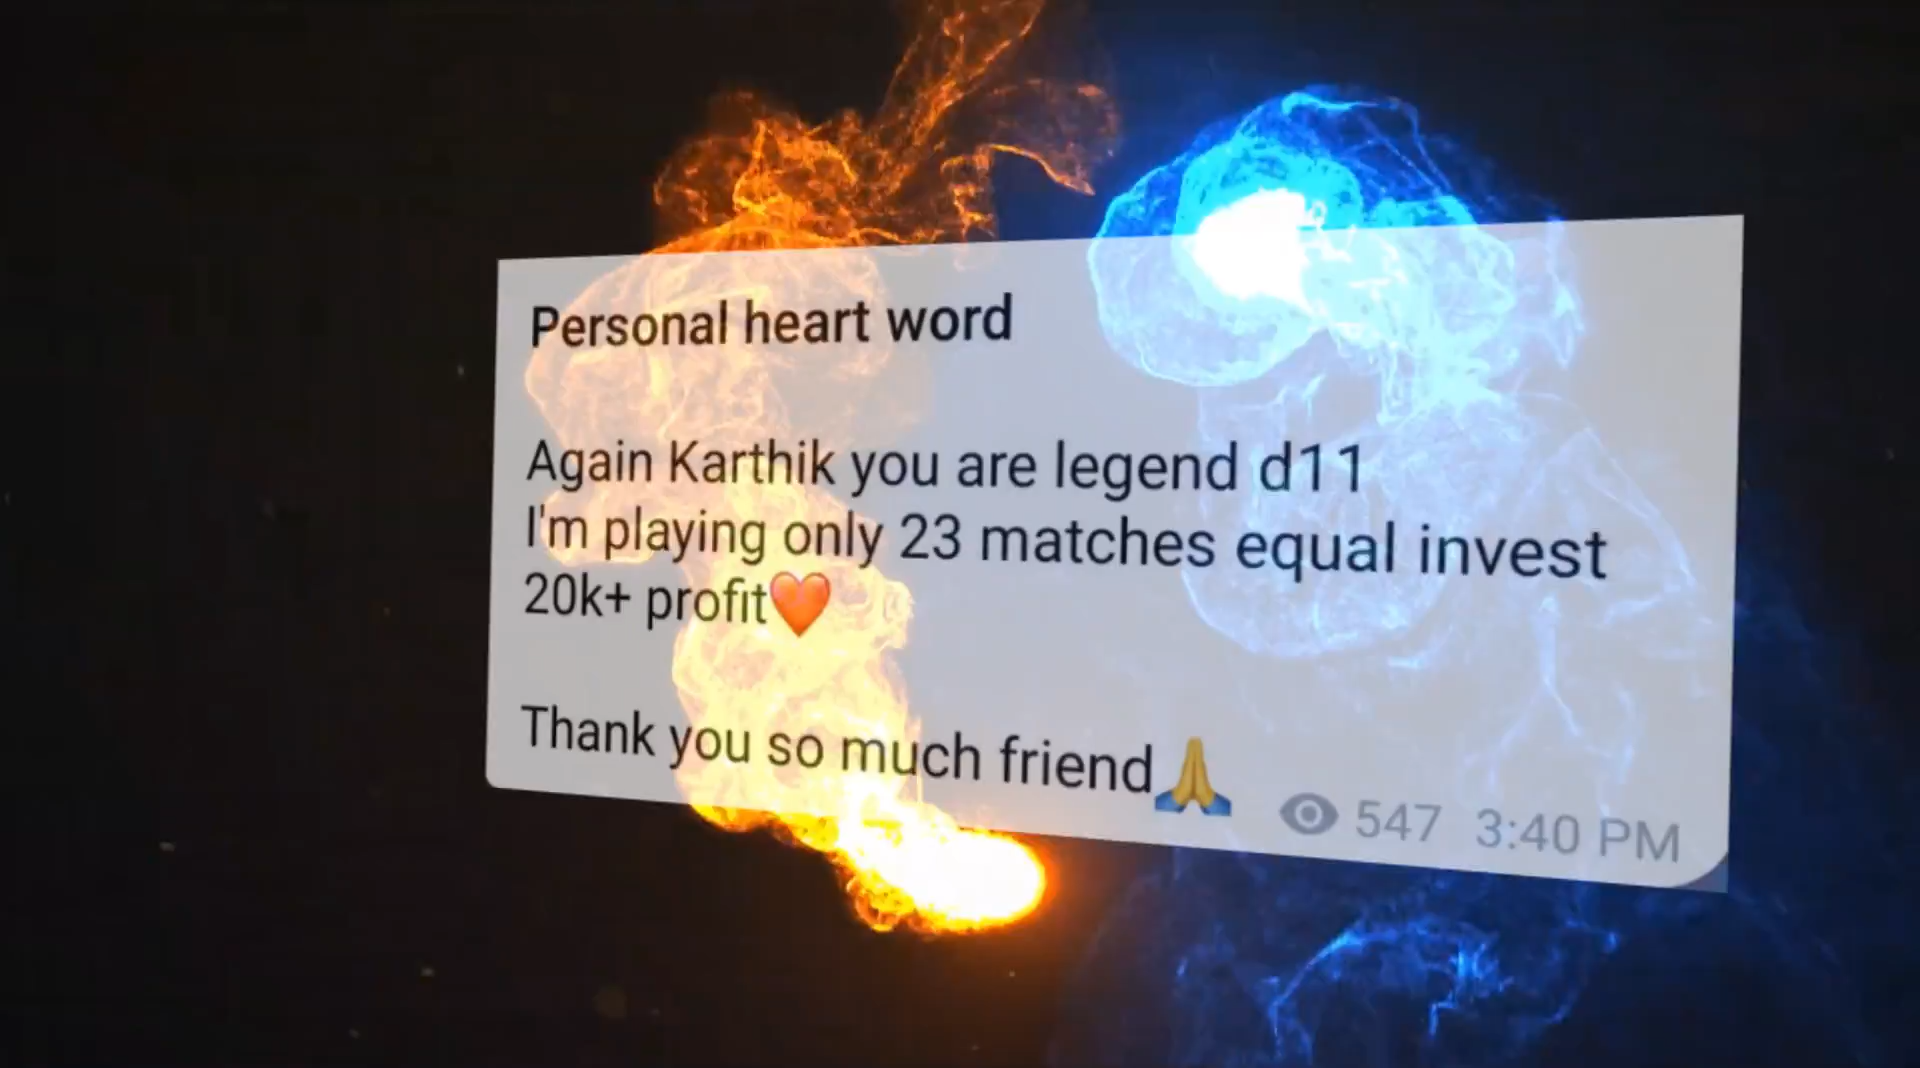 Personal heart word
Again Karthik you are legend d11
I'm playing only 23 matches equal invest
20k+ profit❤️
Thank you so much friend🙏
547 3:40 PM